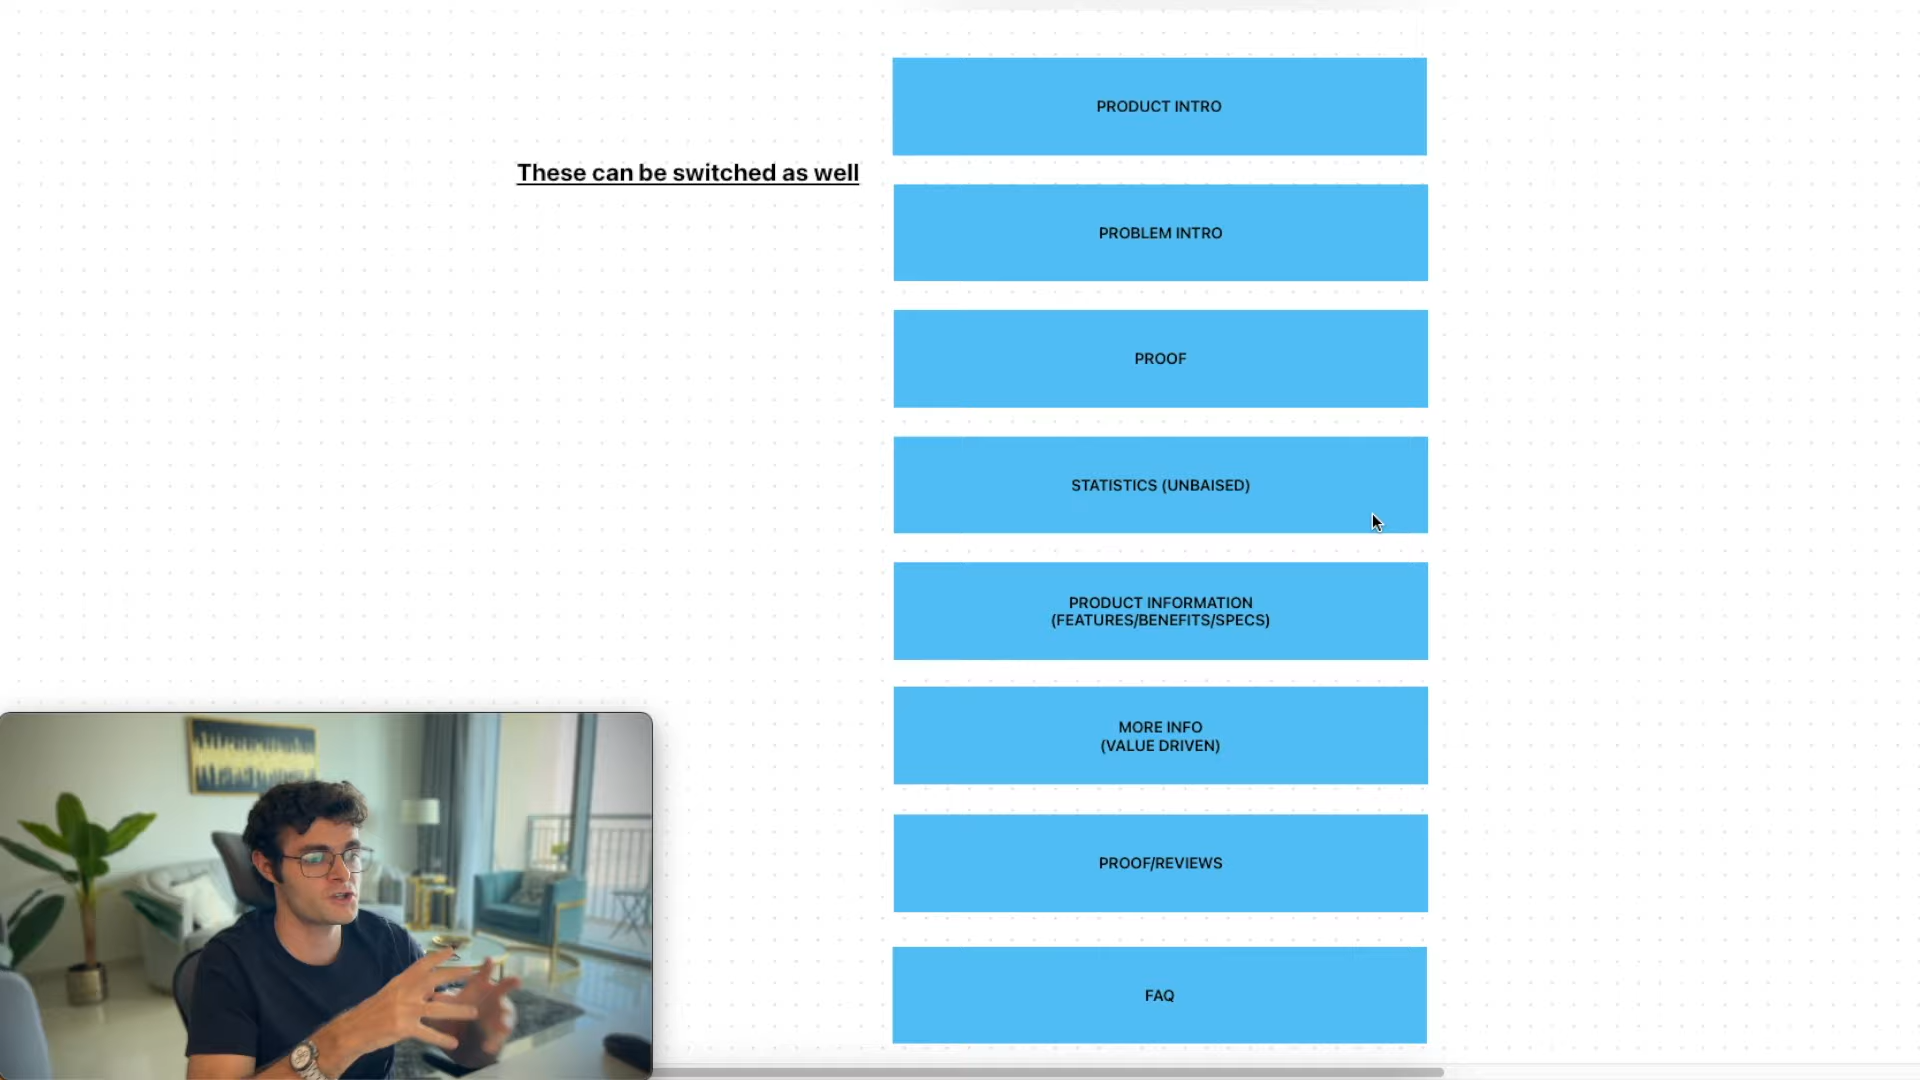 PRODUCT INTRO
These can be switched as well
PROBLEM INTRO
PROOF
STATISTICS (UNBAISED)
PRODUCT INFORMATION
(FEATURES/BENEFITS/SPECS)
MORE INFO
(VALUE DRIVEN)
PROOF/REVIEWS
FAQ